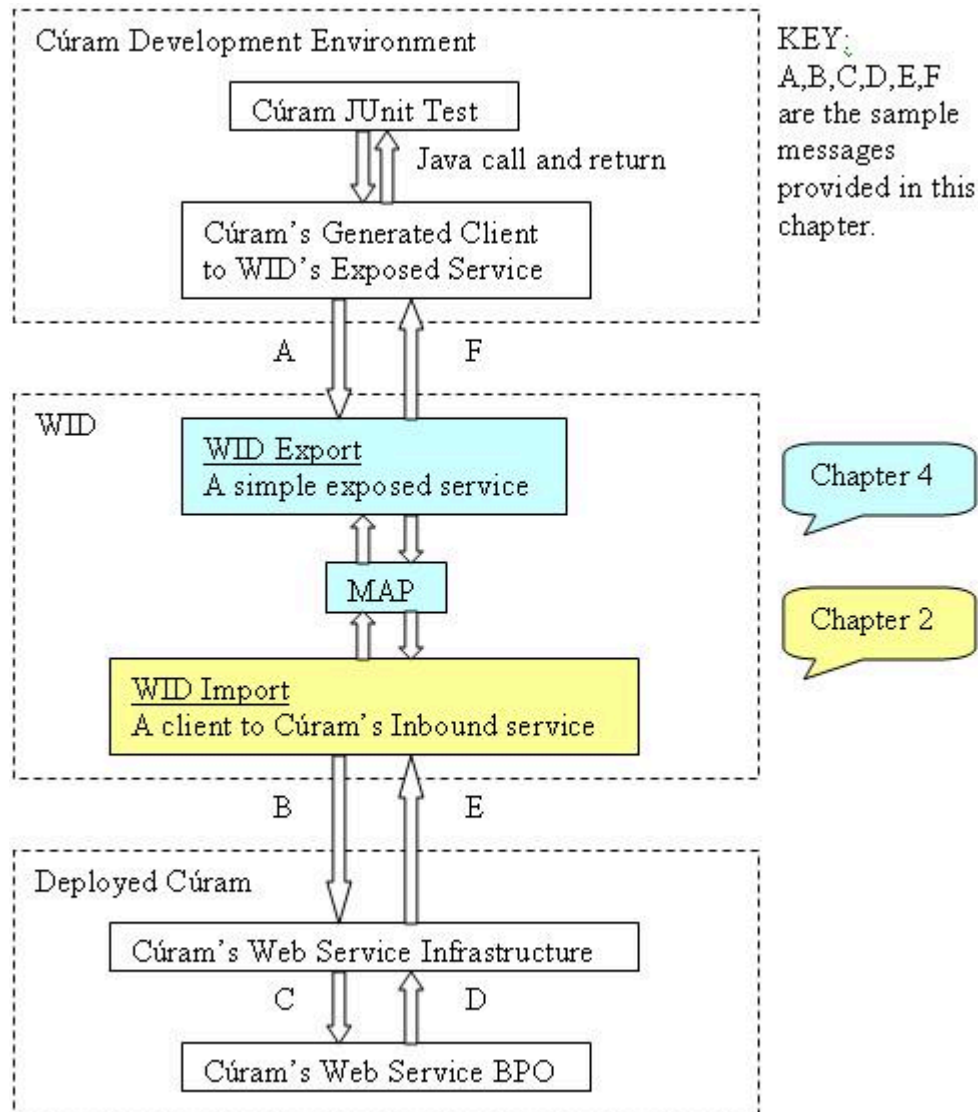 Cúram Development Environment
Cúram JUnit Test
Java call and return
Cúram's Generated Client
to WID's Exposed Service
KEY:
A,B,C,D,E,F
are the sample
messages
provided in this
chapter.
A
F
WID
WID Export
A simple exposed service
MAP
WID Import
A client to Cúram's Inbound service
Chapter 4
Chapter 2
B
E
Deployed Cúram
Cúram's Web Service Infrastructure
C
D
Cúram's Web Service BPO